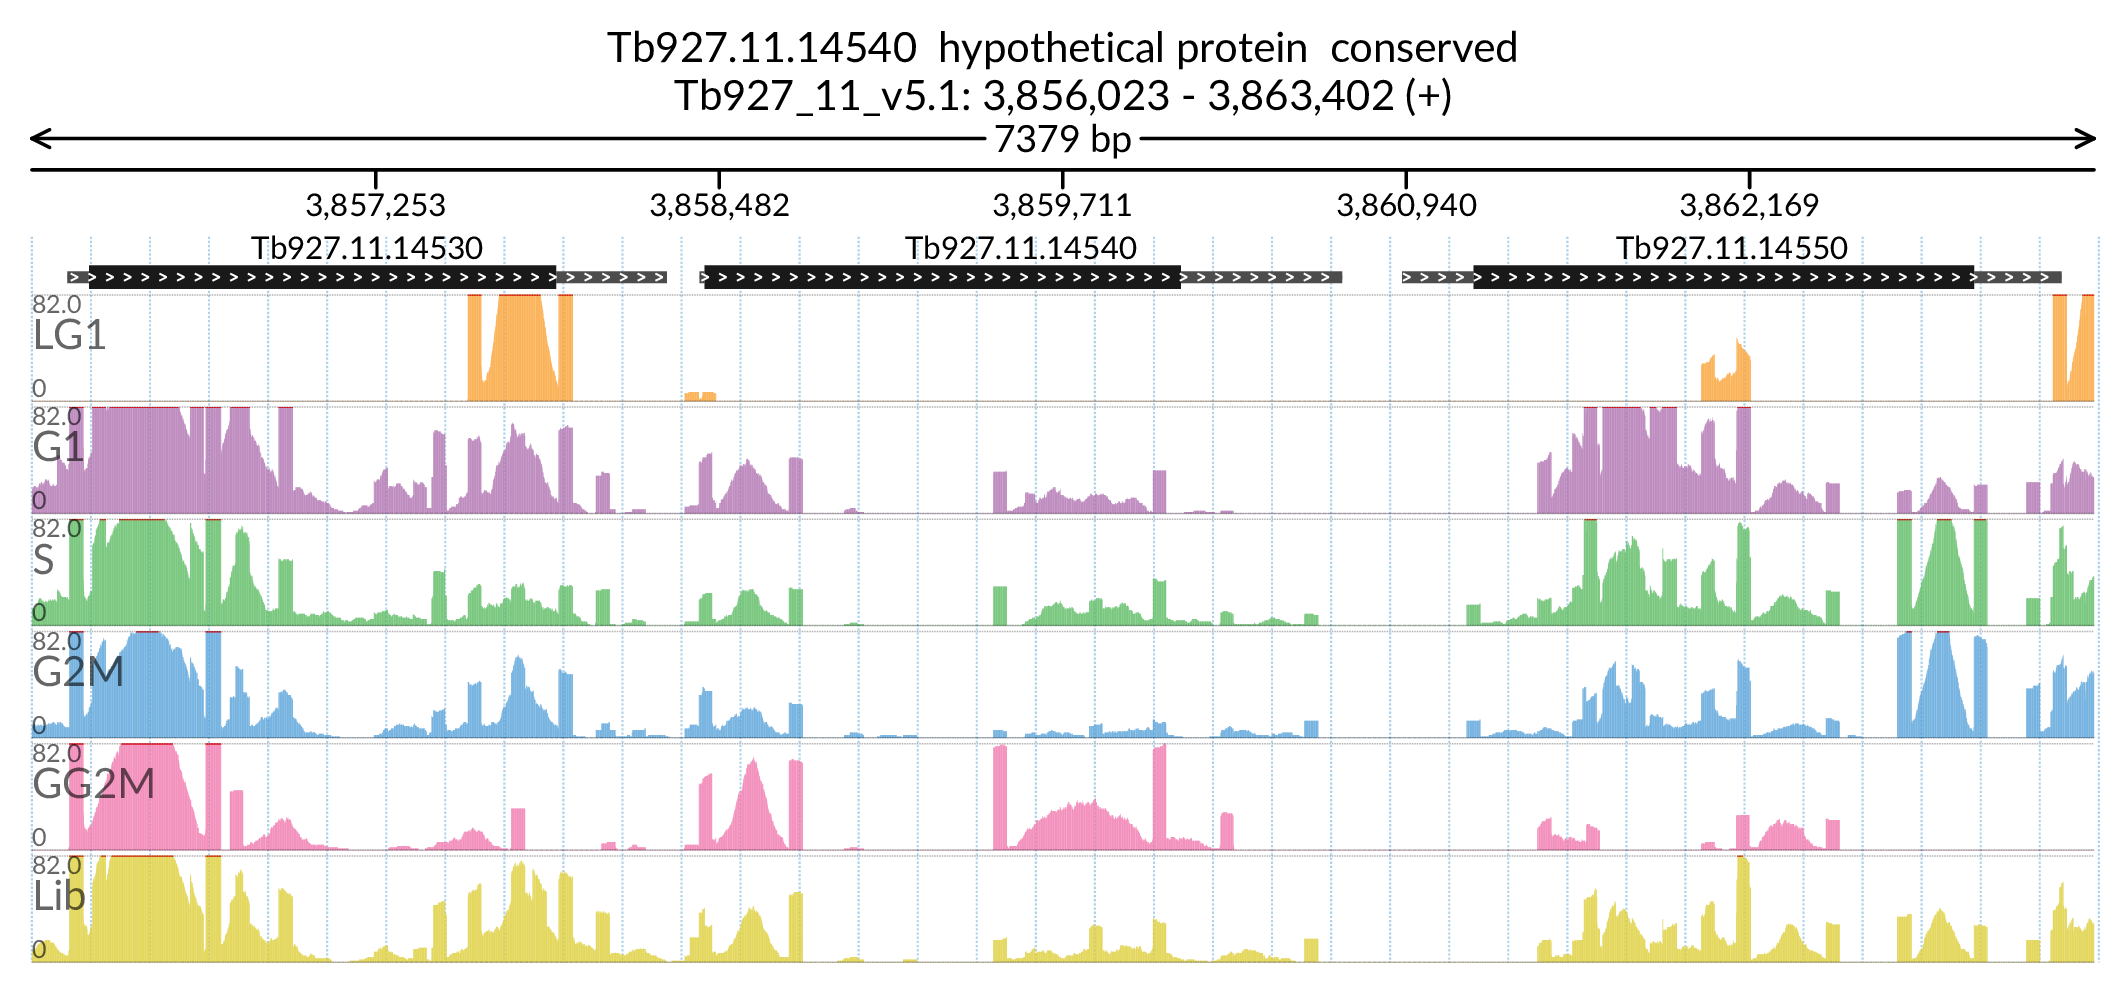 Tb927.11.14540 hypothetical protein conserved
Tb927_11_v5.1: 3,856,023 - 3,863,402 (+)
7379 bp
3,857,253 3,858,482 3,859,711 3,860,940 3,862,169
Tb927.11.14530 Tb927.11.14540 Tb927.11.14550
82.0
LG1
0
82.0
G1
0
82.0
S
0
82.0
G2M
0
82.0
GG2M
0
82.0
Lib
0